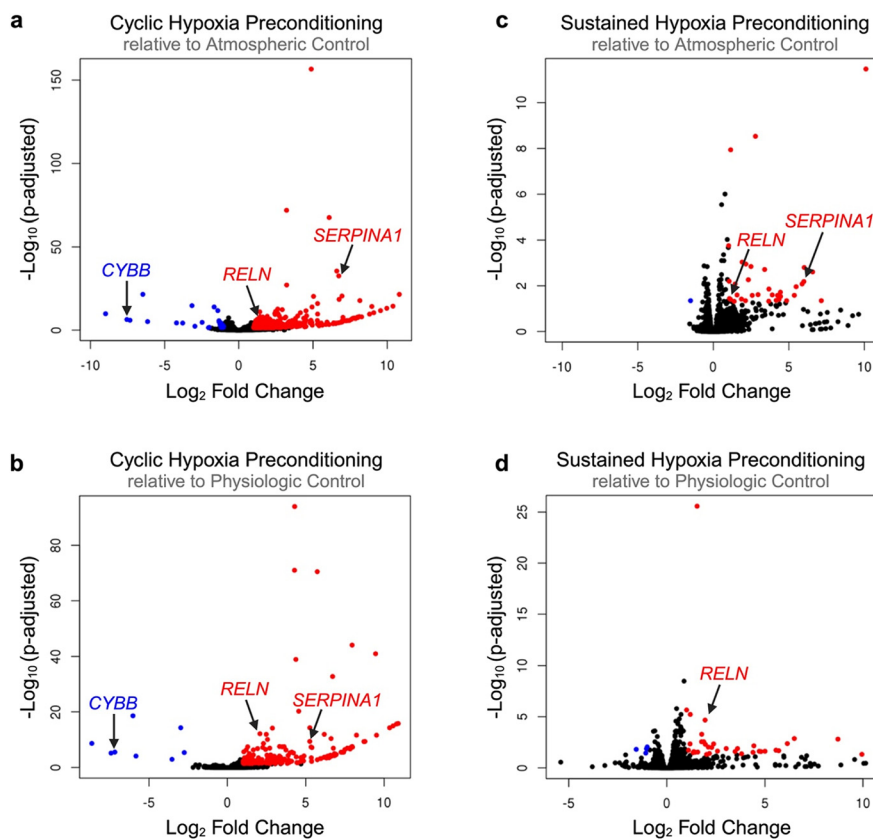 a
Cyclic Hypoxia Preconditioning
relative to Atmospheric Control
-Log₁₀ (p-adjusted)
150
100
50
0
CYBB
RELN
SERPINA1
-10 -5 0 5 10
Log₂ Fold Change
c
Sustained Hypoxia Preconditioning
relative to Atmospheric Control
-Log₁₀ (p-adjusted)
10
8
6
4
2
0
RELN
SERPINA1
-10 -5 0 5 10
Log₂ Fold Change
b
Cyclic Hypoxia Preconditioning
relative to Physiologic Control
-Log₁₀ (p-adjusted)
80
60
40
20
0
CYBB
RELN
SERPINA1
-5 0 5 10
Log₂ Fold Change
d
Sustained Hypoxia Preconditioning
relative to Physiologic Control
-Log₁₀ (p-adjusted)
25
20
15
10
5
0
RELN
-5 0 5 10
Log₂ Fold Change